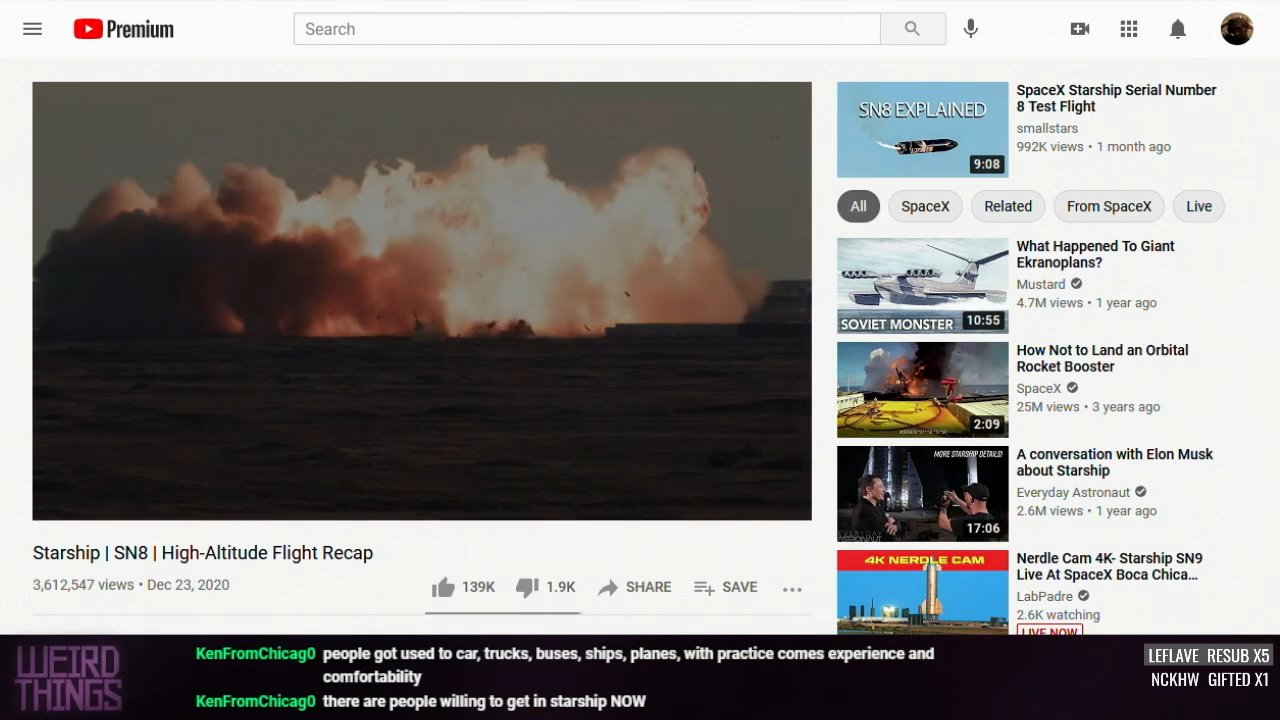 Premium
Search
SN8 EXPLAINED
9:08
SpaceX Starship Serial Number
8 Test Flight
smallstars
992K views • 1 month ago
All
SpaceX
Related
From SpaceX
Live
SOVIET MONSTER
10:55
What Happened To Giant
Ekranoplans?
Mustard
4.7M views • 1 year ago
2:09
How Not to Land an Orbital
Rocket Booster
SpaceX
25M views • 3 years ago
MORE STARSHIP DETAILS!
17:06
A conversation with Elon Musk
about Starship
Everyday Astronaut
2.6M views • 1 year ago
4K NERDLE CAM
Nerdle Cam 4K- Starship SN9
Live At SpaceX Boca Chica...
LabPadre
2.6K watching
LIVE NOW
Starship | SN8 | High-Altitude Flight Recap
3,612,547 views • Dec 23, 2020
139K
1.9K
SHARE
SAVE
WEIRD
THINGS
KenFromChicag0 people got used to car, trucks, buses, ships, planes, with practice comes experience and
comfortability
KenFromChicag0 there are people willing to get in starship NOW
LEFLAVE RESUB X5
NCKHW GIFTED X1